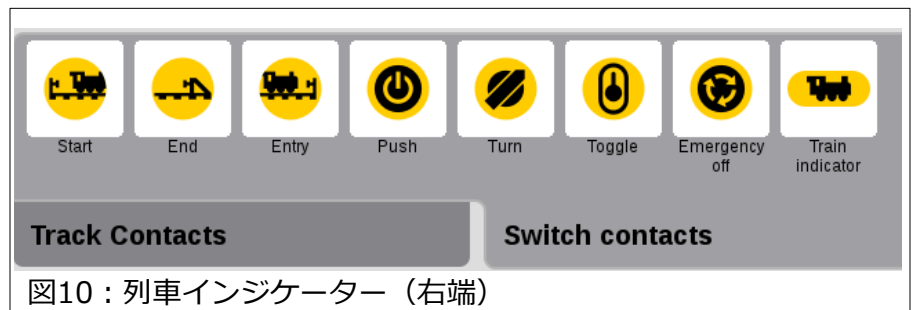 Start End Entry Push Turn Toggle Emergency off Train indicator
Track Contacts Switch contacts
図10：列車インジケーター（右端）